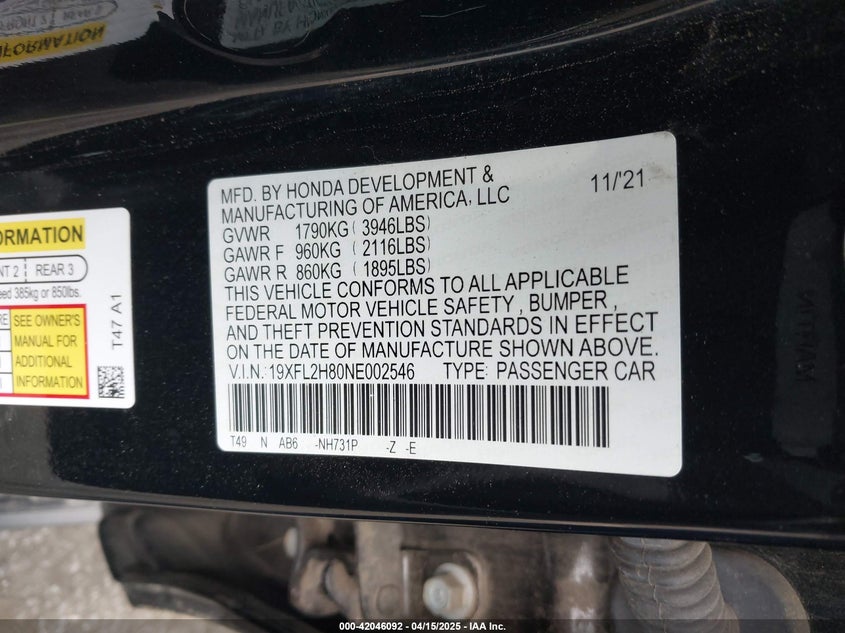 MFD. BY HONDA DEVELOPMENT &
MANUFACTURING OF AMERICA, LLC
11/'21
GVWR 1790KG ( 3946LBS)
GAWR F 960KG ( 2116LBS)
GAWR R 860KG ( 1895LBS)
THIS VEHICLE CONFORMS TO ALL APPLICABLE
FEDERAL MOTOR VEHICLE SAFETY , BUMPER ,
AND THEFT PREVENTION STANDARDS IN EFFECT
ON THE DATE OF MANUFACTURE SHOWN ABOVE.
V.I.N.: 19XFL2H80NE002546 TYPE: PASSENGER CAR
T49 N AB6 -NH731P -Z -E
REAR 3
385kg or 850lbs.
SEE OWNER'S
MANUAL FOR
ADDITIONAL
INFORMATION
T47 A1
000-42046092 - 04/15/2025 - IAA Inc.